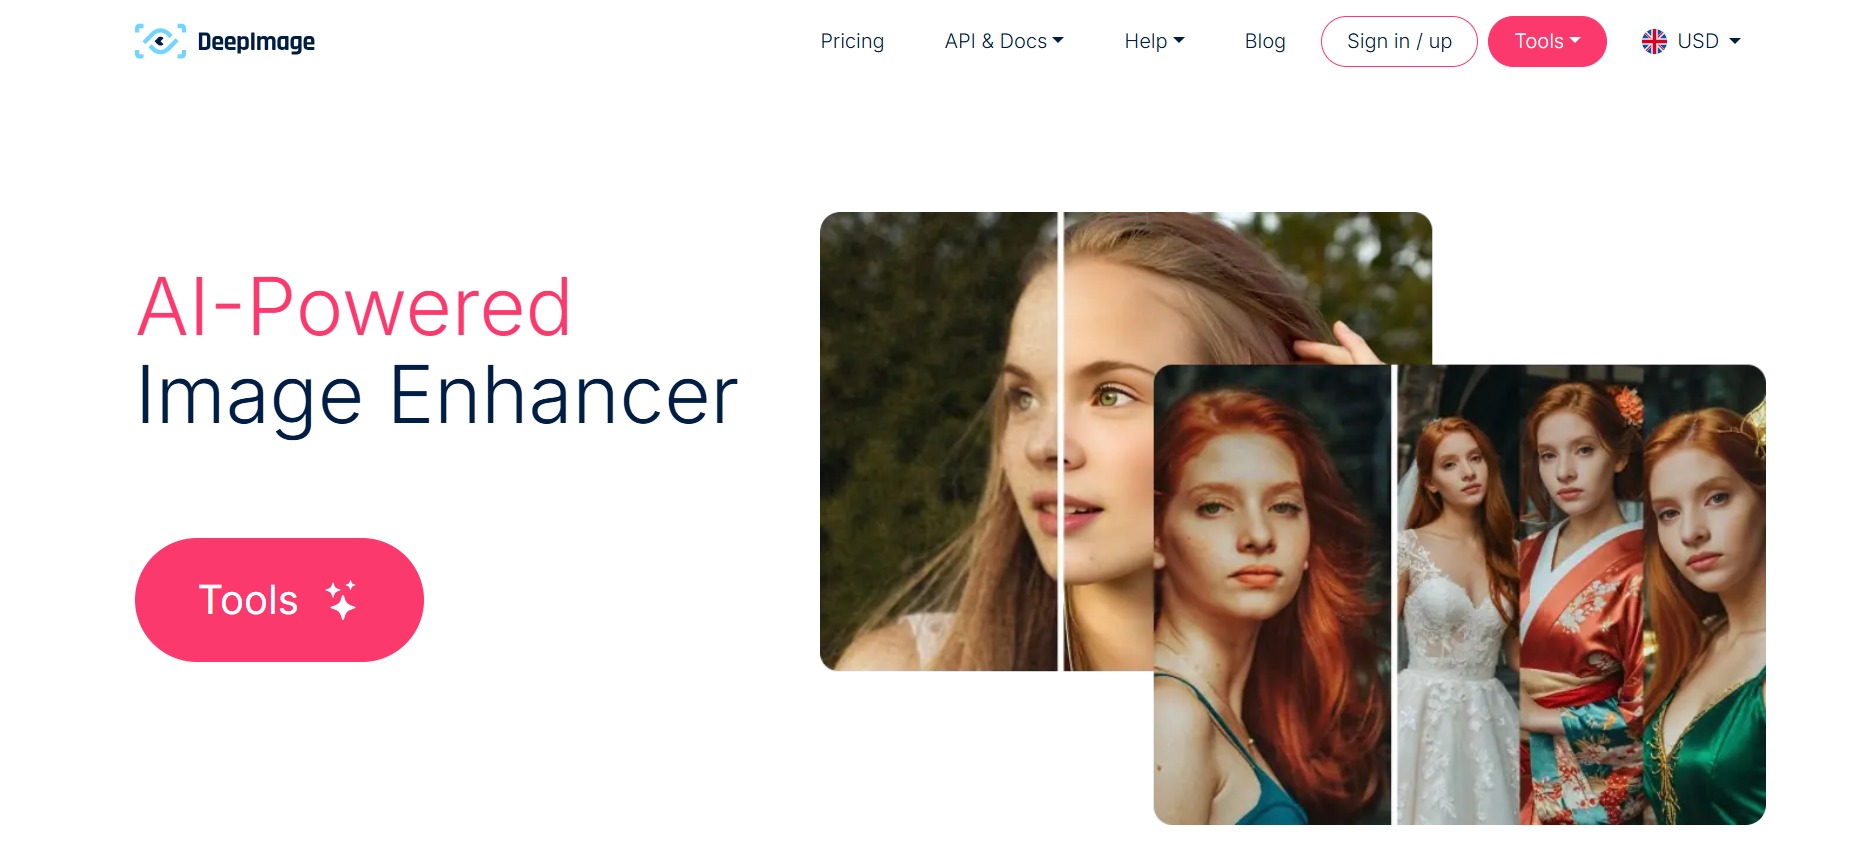 DeepImage
Pricing
API & Docs
Help
Blog
Sign in / up
Tools
USD
AI-Powered
Image Enhancer
Tools